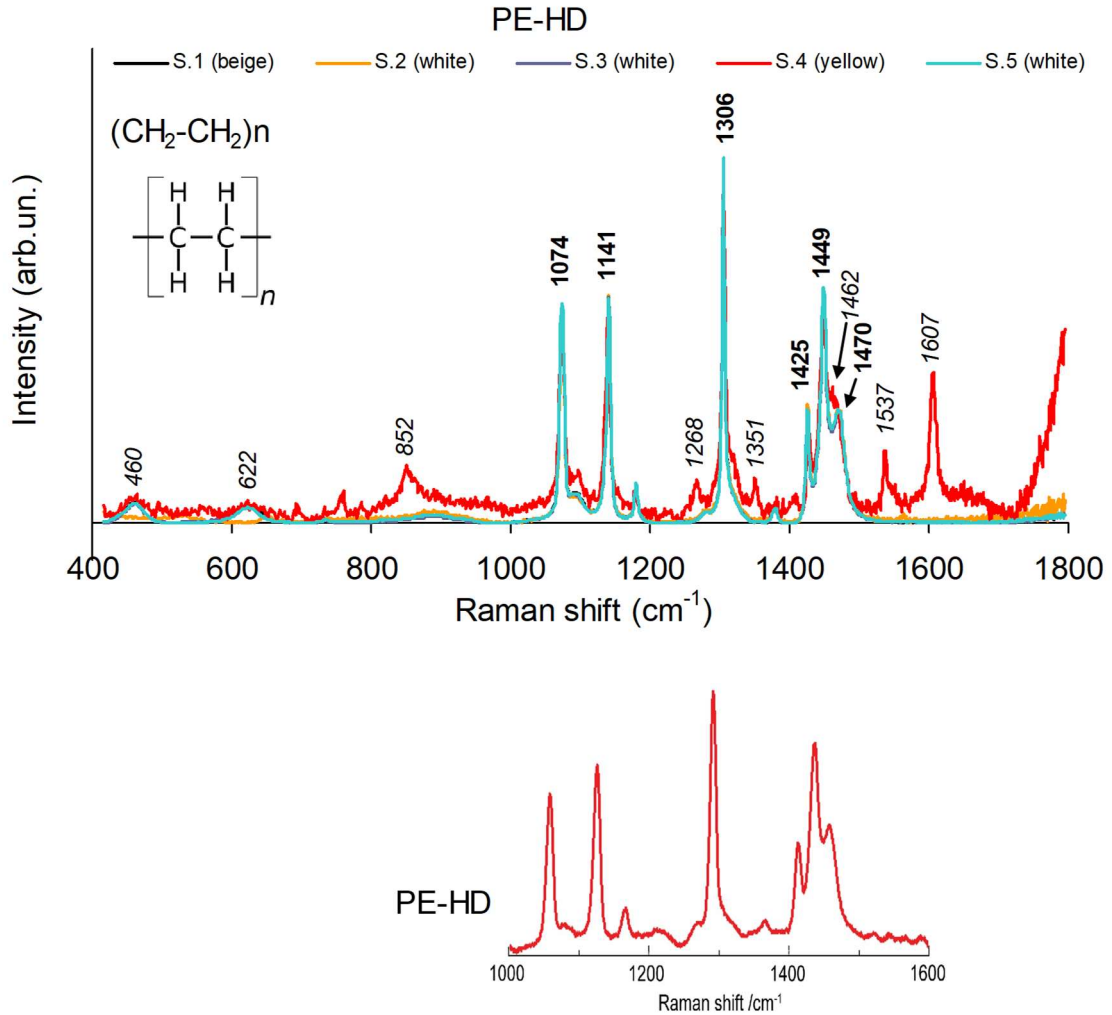 PE-HD
S.1 (beige) S.2 (white) S.3 (white) S.4 (yellow) S.5 (white)
(CH₂-CH₂)n
H H
C C
H H
n
Intensity (arb.un.)
460
622
852
1074
1141
1268
1306
1351
1425
1449
1462
1470
1537
1607
400 600 800 1000 1200 1400 1600 1800
Raman shift (cm⁻¹)
PE-HD
1000 1200 1400 1600
Raman shift /cm⁻¹